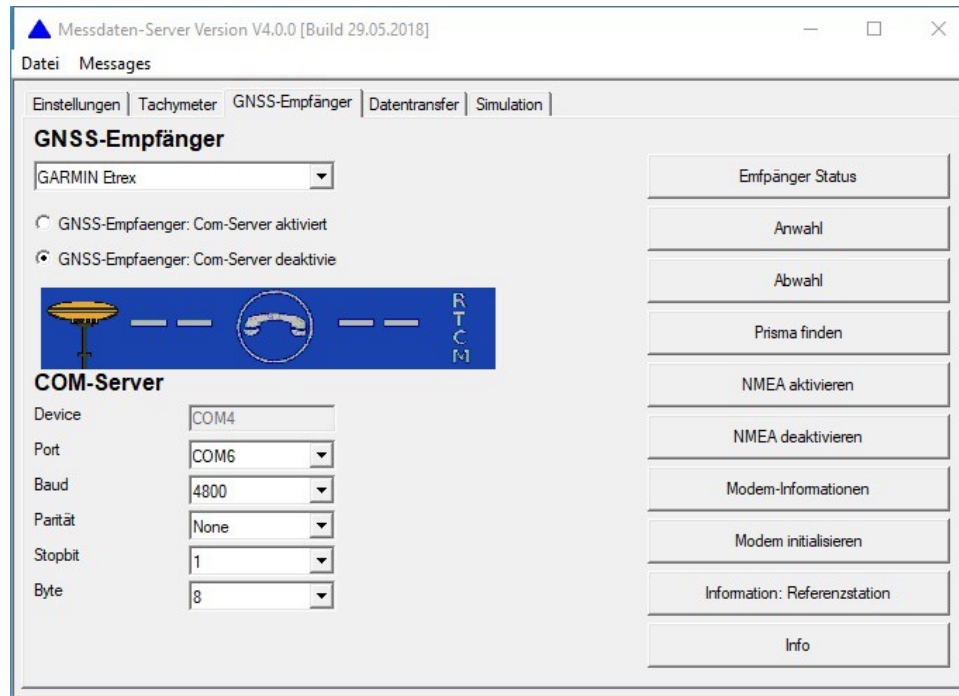 Messdaten-Server Version V4.0.0 [Build 29.05.2018]
Datei Messages
Einstellungen Tachymeter GNSS-Empfänger Datentransfer Simulation
GNSS-Empfänger
GARMIN Etrex
GNSS-Empfaenger: Com-Server aktiviert
GNSS-Empfaenger: Com-Server deaktivie
RTCM
COM-Server
Device COM4
Port COM6
Baud 4800
Parität None
Stopbit 1
Byte 8
Emfpänger Status
Anwahl
Abwahl
Prisma finden
NMEA aktivieren
NMEA deaktivieren
Modem-Informationen
Modem initialisieren
Information: Referenzstation
Info